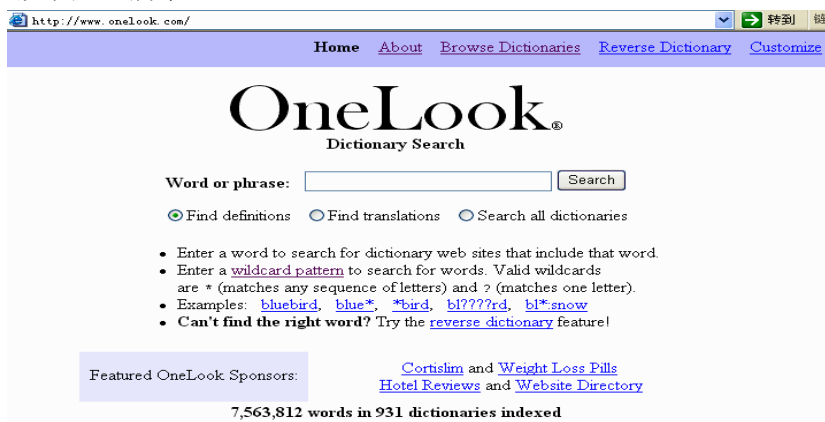 http://www.onelook.com/ 转到
Home About Browse Dictionaries Reverse Dictionary Customize
OneLook®
Dictionary Search
Word or phrase: Search
Find definitions Find translations Search all dictionaries
• Enter a word to search for dictionary web sites that include that word.
• Enter a wildcard pattern to search for words. Valid wildcards
are * (matches any sequence of letters) and ? (matches one letter).
• Examples: bluebird, blue*, *bird, bl????rd, bl*:snow
• Can't find the right word? Try the reverse dictionary feature!
Featured OneLook Sponsors: Cortislim and Weight Loss Pills
Hotel Reviews and Website Directory
7,563,812 words in 931 dictionaries indexed